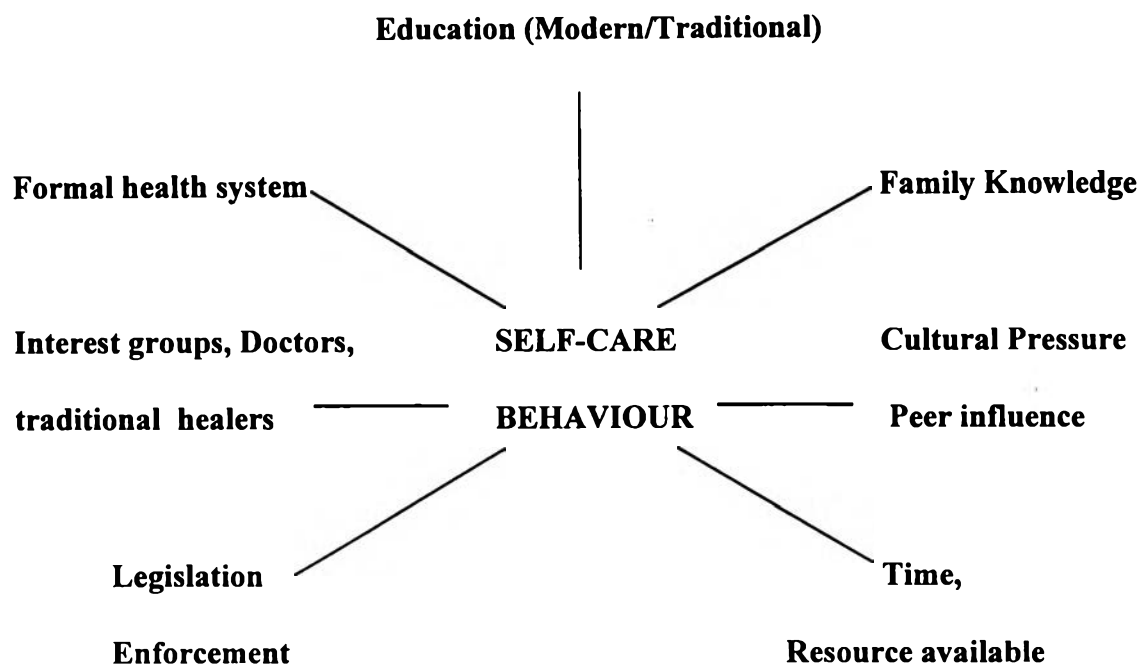 Education (Modern/Traditional)
Formal health system
Family Knowledge
Interest groups, Doctors,
traditional healers
SELF-CARE
BEHAVIOUR
Cultural Pressure
Peer influence
Legislation
Enforcement
Time,
Resource available